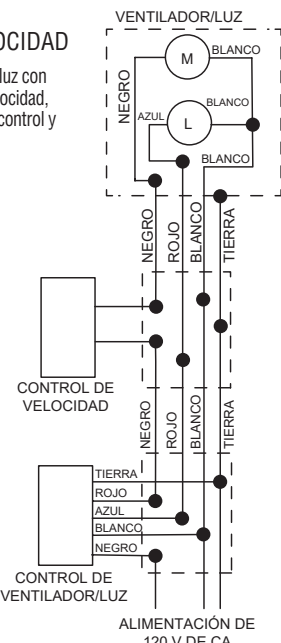 VENTILADOR/LUZ
OCIDAD
luz con
ocidad,
control y
M
BLANCO
NEGRO
AZUL
L
BLANCO
BLANCO
NEGRO
ROJO
BLANCO
TIERRA
CONTROL DE
VELOCIDAD
NEGRO
ROJO
BLANCO
TIERRA
TIERRA
ROJO
AZUL
BLANCO
NEGRO
CONTROL DE
VENTILADOR/LUZ
ALIMENTACIÓN DE
120 V DE CA